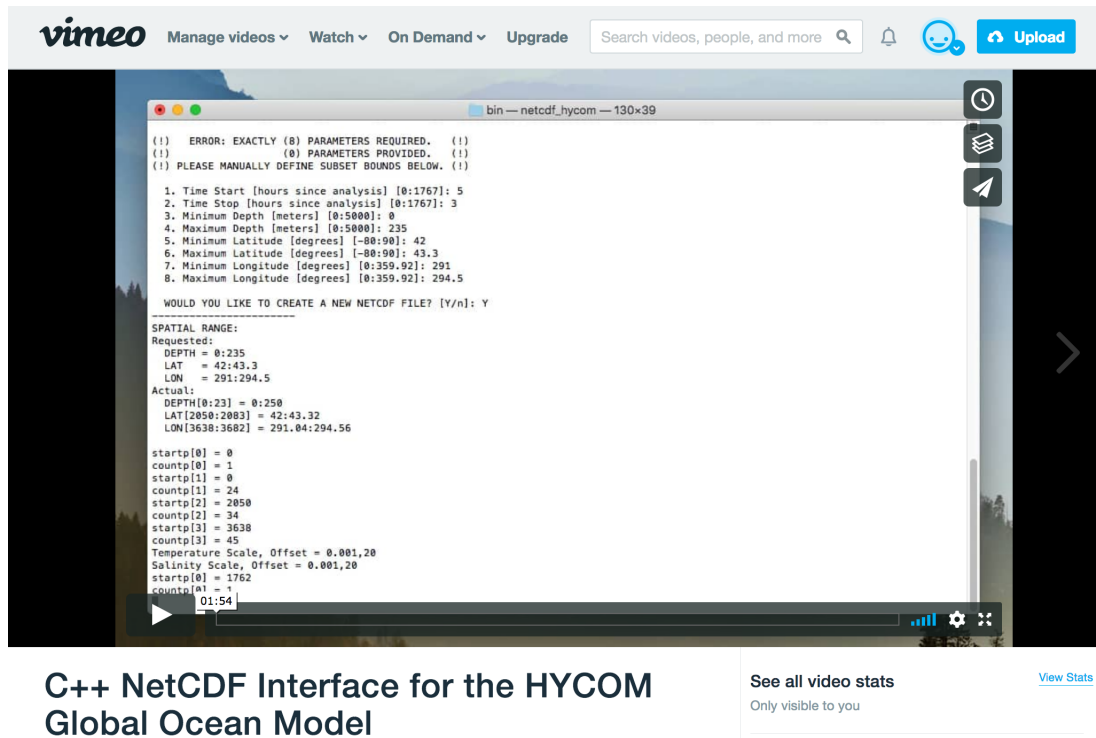 vimeo Manage videos Watch On Demand Upgrade Search videos, people, and more Upload
bin — netcdf_hycom — 130×39
(!) ERROR: EXACTLY (8) PARAMETERS REQUIRED. (!)
(!) (0) PARAMETERS PROVIDED. (!)
(!) PLEASE MANUALLY DEFINE SUBSET BOUNDS BELOW. (!)
1. Time Start [hours since analysis] [0:1767]: 5
2. Time Stop [hours since analysis] [0:1767]: 3
3. Minimum Depth [meters] [0:5000]: 0
4. Maximum Depth [meters] [0:5000]: 235
5. Minimum Latitude [degrees] [-80:90]: 42
6. Maximum Latitude [degrees] [-80:90]: 43.3
7. Minimum Longitude [degrees] [0:359.92]: 291
8. Maximum Longitude [degrees] [0:359.92]: 294.5
WOULD YOU LIKE TO CREATE A NEW NETCDF FILE? [Y/n]: Y
-----------------------
SPATIAL RANGE:
Requested:
DEPTH = 0:235
LAT = 42:43.3
LON = 291:294.5
Actual:
DEPTH[0:23] = 0:250
LAT[2050:2083] = 42:43.32
LON[3638:3682] = 291.04:294.56
startp[0] = 0
countp[0] = 1
startp[1] = 0
countp[1] = 24
startp[2] = 2050
countp[2] = 34
startp[3] = 3638
countp[3] = 45
Temperature Scale, Offset = 0.001,20
Salinity Scale, Offset = 0.001,20
startp[0] = 1762
countp[0] = 1
01:54
C++ NetCDF Interface for the HYCOM
Global Ocean Model
See all video stats
View Stats
Only visible to you